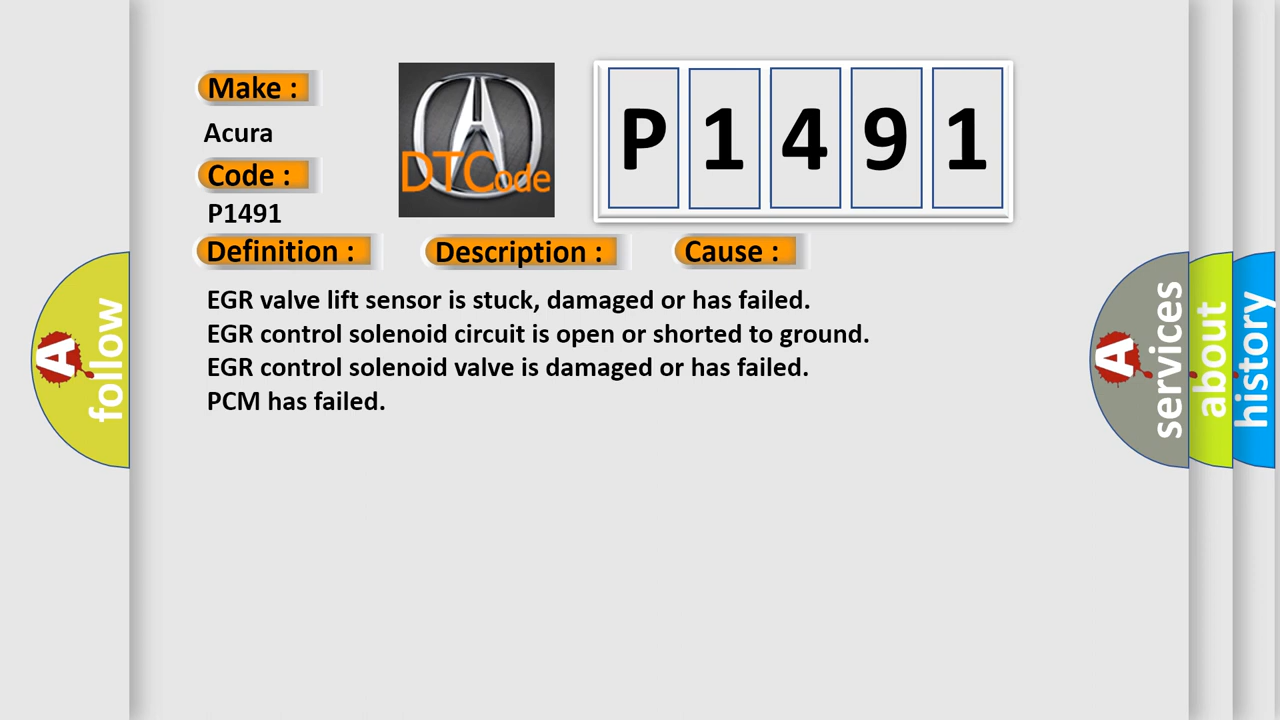 Make :
Acura
Code :
P1491
DTCode
P 1 4 9 1
Definition :
Description :
Cause :
EGR valve lift sensor is stuck, damaged or has failed.
EGR control solenoid circuit is open or shorted to ground.
EGR control solenoid valve is damaged or has failed.
PCM has failed.
A
follow
A
services
about
history